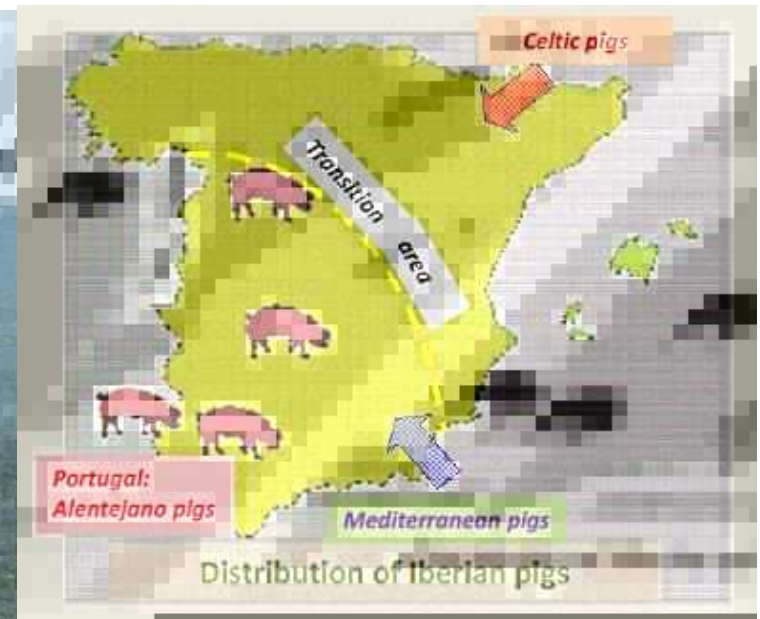 Celtic pigs
Transition area
Portugal:
Alentejano pigs
Mediterranean pigs
Distribution of Iberian pigs